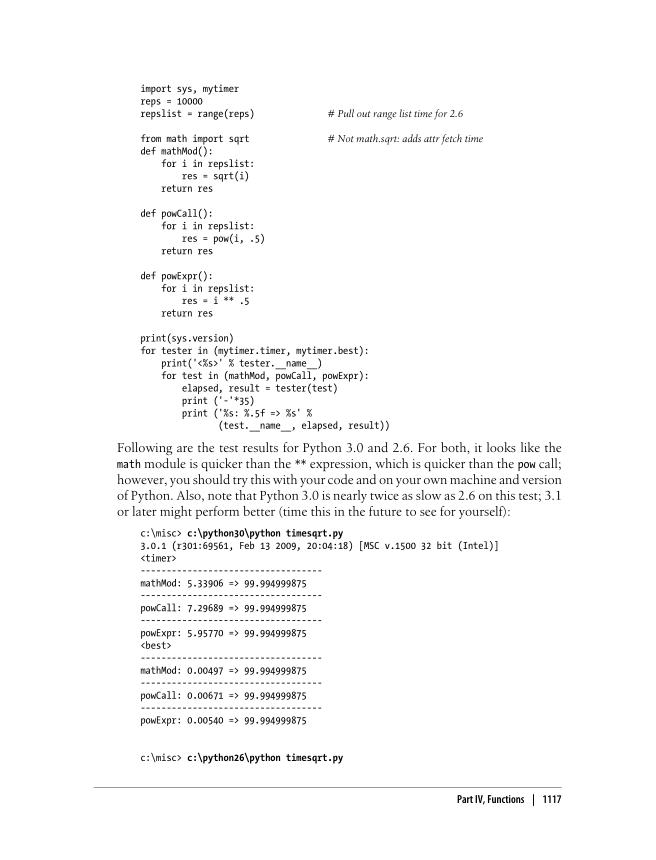 import sys, mytimer
reps = 10000
repslist = range(reps) # Pull out range list time for 2.6
from math import sqrt # Not math.sqrt: adds attr fetch time
def mathMod():
    for i in repslist:
        res = sqrt(i)
    return res
def powCall():
    for i in repslist:
        res = pow(i, .5)
    return res
def powExpr():
    for i in repslist:
        res = i ** .5
    return res
print(sys.version)
for tester in (mytimer.timer, mytimer.best):
    print('<%s>' % tester.__name__)
    for test in (mathMod, powCall, powExpr):
        elapsed, result = tester(test)
        print ('-'*35)
        print ('%s: %.5f => %s' %
               (test.__name__, elapsed, result))
Following are the test results for Python 3.0 and 2.6. For both, it looks like the
math module is quicker than the ** expression, which is quicker than the pow call;
however, you should try this with your code and on your own machine and version
of Python. Also, note that Python 3.0 is nearly twice as slow as 2.6 on this test; 3.1
or later might perform better (time this in the future to see for yourself):
c:\misc> c:\python30\python timesqrt.py
3.0.1 (r301:69561, Feb 13 2009, 20:04:18) [MSC v.1500 32 bit (Intel)]
<timer>
-----------------------------------
mathMod: 5.33906 => 99.994999875
-----------------------------------
powCall: 7.29689 => 99.994999875
-----------------------------------
powExpr: 5.95770 => 99.994999875
<best>
-----------------------------------
mathMod: 0.00497 => 99.994999875
-----------------------------------
powCall: 0.00671 => 99.994999875
-----------------------------------
powExpr: 0.00540 => 99.994999875
c:\misc> c:\python26\python timesqrt.py
Part IV, Functions | 1117